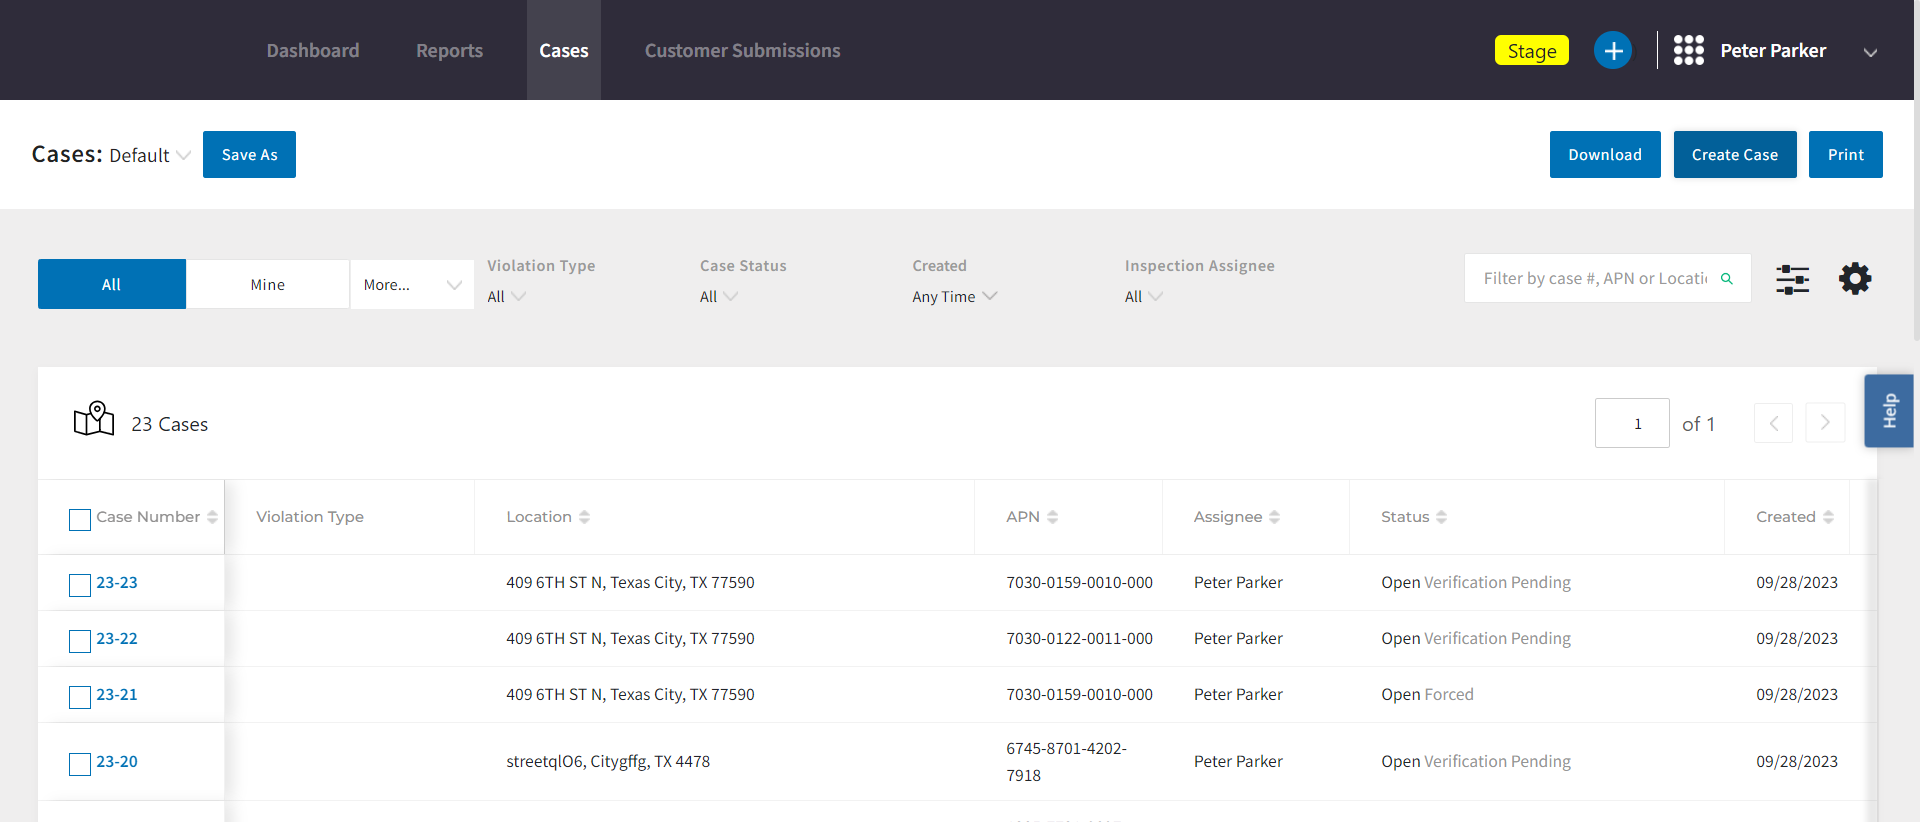 Dashboard Reports Cases Customer Submissions Stage Peter Parker
Cases: Default Save As Download Create Case Print
All Mine More... Violation Type Case Status Created Inspection Assignee
All All Any Time All
Filter by case #, APN or Locati
Help
23 Cases 1 of 1
Case Number Violation Type Location APN Assignee Status Created
23-23 409 6TH ST N, Texas City, TX 77590 7030-0159-0010-000 Peter Parker Open Verification Pending 09/28/2023
23-22 409 6TH ST N, Texas City, TX 77590 7030-0122-0011-000 Peter Parker Open Verification Pending 09/28/2023
23-21 409 6TH ST N, Texas City, TX 77590 7030-0159-0010-000 Peter Parker Open Forced 09/28/2023
23-20 streetqlO6, Citygffg, TX 4478 6745-8701-4202-7918 Peter Parker Open Verification Pending 09/28/2023